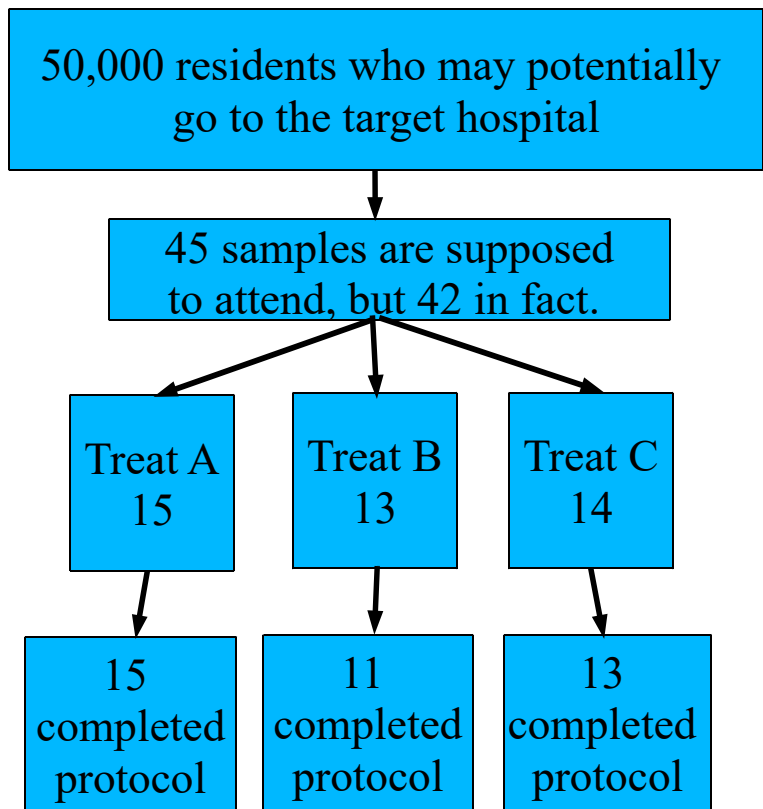 50,000 residents who may potentially
go to the target hospital
45 samples are supposed
to attend, but 42 in fact.
Treat A
15
Treat B
13
Treat C
14
15
completed
protocol
11
completed
protocol
13
completed
protocol